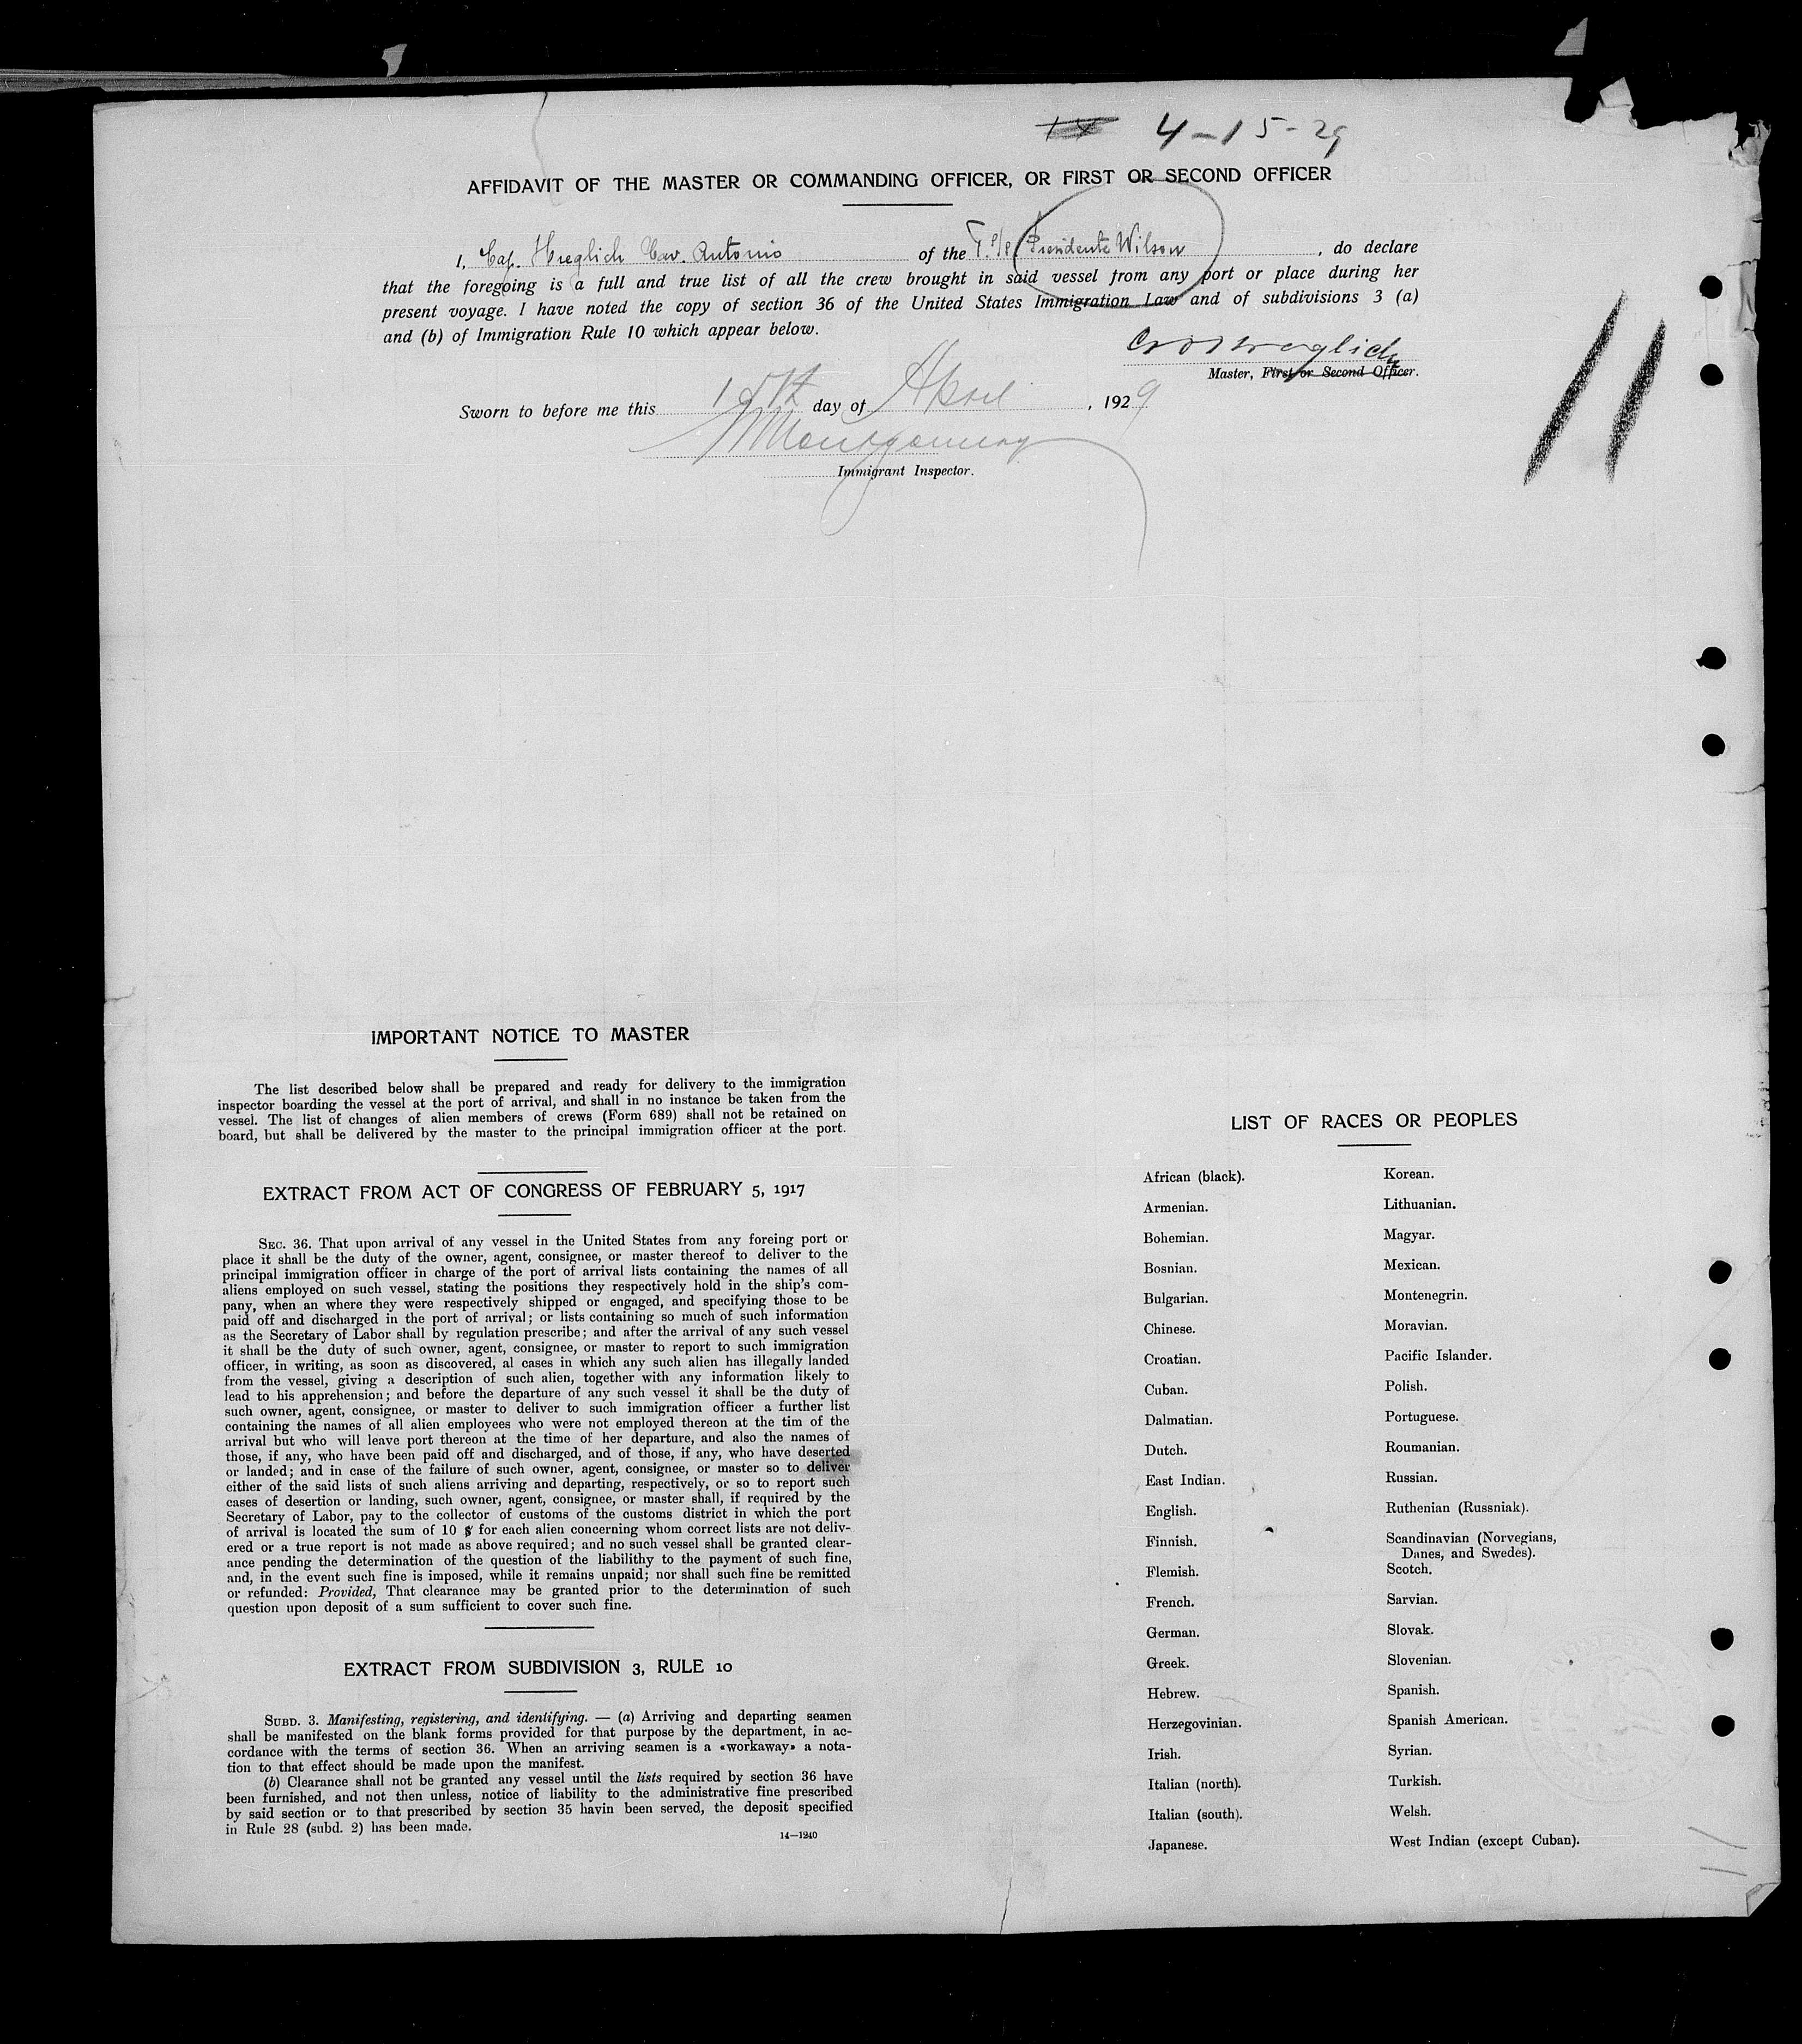 4-15-29
AFFIDAVIT OF THE MASTER OR COMMANDING OFFICER, OR FIRST OR SECOND OFFICER
I, Cap. Hreglich Cav. Antonio of the T. S/S. Presidente Wilson, do declare
that the foregoing is a full and true list of all the crew brought in said vessel from any port or place during her
present voyage. I have noted the copy of section 36 of the United States Immigration Law and of subdivisions 3 (a)
and (b) of Immigration Rule 10 which appear below.
Master, First or Second Officer.
Sworn to before me this 15th day of April, 1929
Montgomery
Immigrant Inspector.
11
IMPORTANT NOTICE TO MASTER
The list described below shall be prepared and ready for delivery to the immigration
inspector boarding the vessel at the port of arrival, and shall in no instance be taken from the
vessel. The list of changes of alien members of crews (Form 689) shall not be retained on
board, but shall be delivered by the master to the principal immigration officer at the port.
EXTRACT FROM ACT OF CONGRESS OF FEBRUARY 5, 1917
SEC. 36. That upon arrival of any vessel in the United States from any foreing port or
place it shall be the duty of the owner, agent, consignee, or master thereof to deliver to the
principal immigration officer in charge of the port of arrival lists containing the names of all
aliens employed on such vessel, stating the positions they respectively hold in the ship's com-
pany, when an where they were respectively shipped or engaged, and specifying those to be
paid off and discharged in the port of arrival; or lists containing so much of such information
as the Secretary of Labor shall by regulation prescribe; and after the arrival of any such vessel
it shall be the duty of such owner, agent, consignee, or master to report to such immigration
officer, in writing, as soon as discovered, al cases in which any such alien has illegally landed
from the vessel, giving a description of such alien, together with any information likely to
lead to his apprehension; and before the departure of any such vessel it shall be the duty of
such owner, agent, consignee, or master to deliver to such immigration officer a further list
containing the names of all alien employees who were not employed thereon at the tim of the
arrival but who will leave port thereon at the time of her departure, and also the names of
those, if any, who have been paid off and discharged, and of those, if any, who have deserted
or landed; and in case of the failure of such owner, agent, consignee, or master so to deliver
either of the said lists of such aliens arriving and departing, respectively, or so to report such
cases of desertion or landing, such owner, agent, consignee, or master shall, if required by the
Secretary of Labor, pay to the collector of customs of the customs district in which the port
of arrival is located the sum of 10 $ for each alien concerning whom correct lists are not deliv-
ered or a true report is not made as above required; and no such vessel shall be granted clear-
ance pending the determination of the question of the liabilithy to the payment of such fine,
and, in the event such fine is imposed, while it remains unpaid; nor shall such fine be remitted
or refunded: Provided, That clearance may be granted prior to the determination of such
question upon deposit of a sum sufficient to cover such fine.
EXTRACT FROM SUBDIVISION 3, RULE 10
SUBD. 3. Manifesting, registering, and identifying. — (a) Arriving and departing seamen
shall be manifested on the blank forms provided for that purpose by the department, in ac-
cordance with the terms of section 36. When an arriving seamen is a «workaway» a nota-
tion to that effect should be made upon the manifest.
(b) Clearance shall not be granted any vessel until the lists required by section 36 have
been furnished, and not then unless, notice of liability to the administrative fine prescribed
by said section or to that prescribed by section 35 havin been served, the deposit specified
in Rule 28 (subd. 2) has been made.
14—1240
LIST OF RACES OR PEOPLES
African (black).
Armenian.
Bohemian.
Bosnian.
Bulgarian.
Chinese.
Croatian.
Cuban.
Dalmatian.
Dutch.
East Indian.
English.
Finnish.
Flemish.
French.
German.
Greek.
Hebrew.
Herzegovinian.
Irish.
Italian (north).
Italian (south).
Japanese.
Korean.
Lithuanian.
Magyar.
Mexican.
Montenegrin.
Moravian.
Pacific Islander.
Polish.
Portuguese.
Roumanian.
Russian.
Ruthenian (Russniak).
Scandinavian (Norvegians,
Danes, and Swedes).
Scotch.
Sarvian.
Slovak.
Slovenian.
Spanish.
Spanish American.
Syrian.
Turkish.
Welsh.
West Indian (except Cuban).